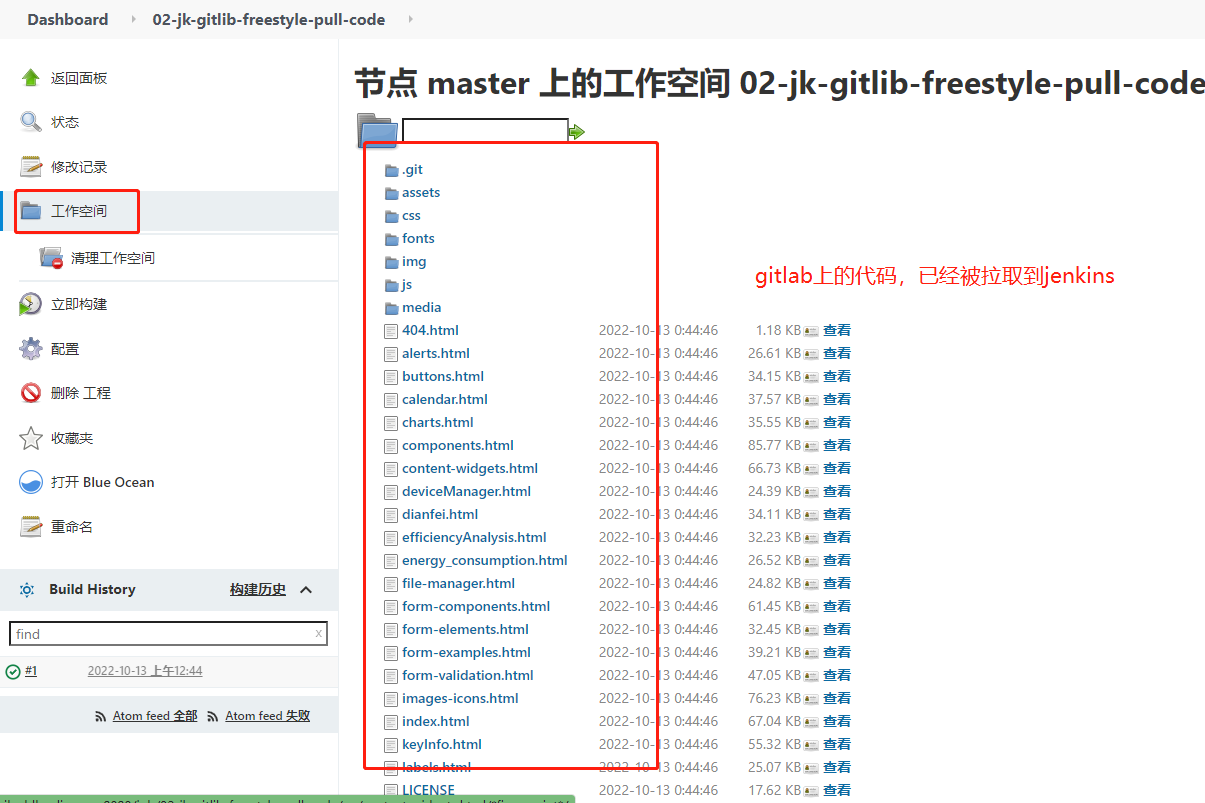 Dashboard 02-jk-gitlib-freestyle-pull-code
返回面板
状态
修改记录
工作空间
清理工作空间
立即构建
配置
删除 工程
收藏夹
打开 Blue Ocean
重命名
Build History 构建历史
find x
#1 2022-10-13 上午12:44
Atom feed 全部 Atom feed 失败
节点 master 上的工作空间 02-jk-gitlib-freestyle-pull-code
.git
assets
css
fonts
img
js
media
gitlab上的代码，已经被拉取到jenkins
404.html 2022-10-13 0:44:46 1.18 KB 查看
alerts.html 2022-10-13 0:44:46 26.61 KB 查看
buttons.html 2022-10-13 0:44:46 34.15 KB 查看
calendar.html 2022-10-13 0:44:46 37.57 KB 查看
charts.html 2022-10-13 0:44:46 35.55 KB 查看
components.html 2022-10-13 0:44:46 85.77 KB 查看
content-widgets.html 2022-10-13 0:44:46 66.73 KB 查看
deviceManager.html 2022-10-13 0:44:46 24.39 KB 查看
dianfei.html 2022-10-13 0:44:46 34.11 KB 查看
efficiencyAnalysis.html 2022-10-13 0:44:46 32.23 KB 查看
energy_consumption.html 2022-10-13 0:44:46 26.52 KB 查看
file-manager.html 2022-10-13 0:44:46 24.82 KB 查看
form-components.html 2022-10-13 0:44:46 61.45 KB 查看
form-elements.html 2022-10-13 0:44:46 32.45 KB 查看
form-examples.html 2022-10-13 0:44:46 39.21 KB 查看
form-validation.html 2022-10-13 0:44:46 47.05 KB 查看
images-icons.html 2022-10-13 0:44:46 76.23 KB 查看
index.html 2022-10-13 0:44:46 67.04 KB 查看
keyInfo.html 2022-10-13 0:44:46 55.32 KB 查看
labels.html 2022-10-13 0:44:46 25.07 KB 查看
LICENSE 2022-10-13 0:44:46 17.62 KB 查看